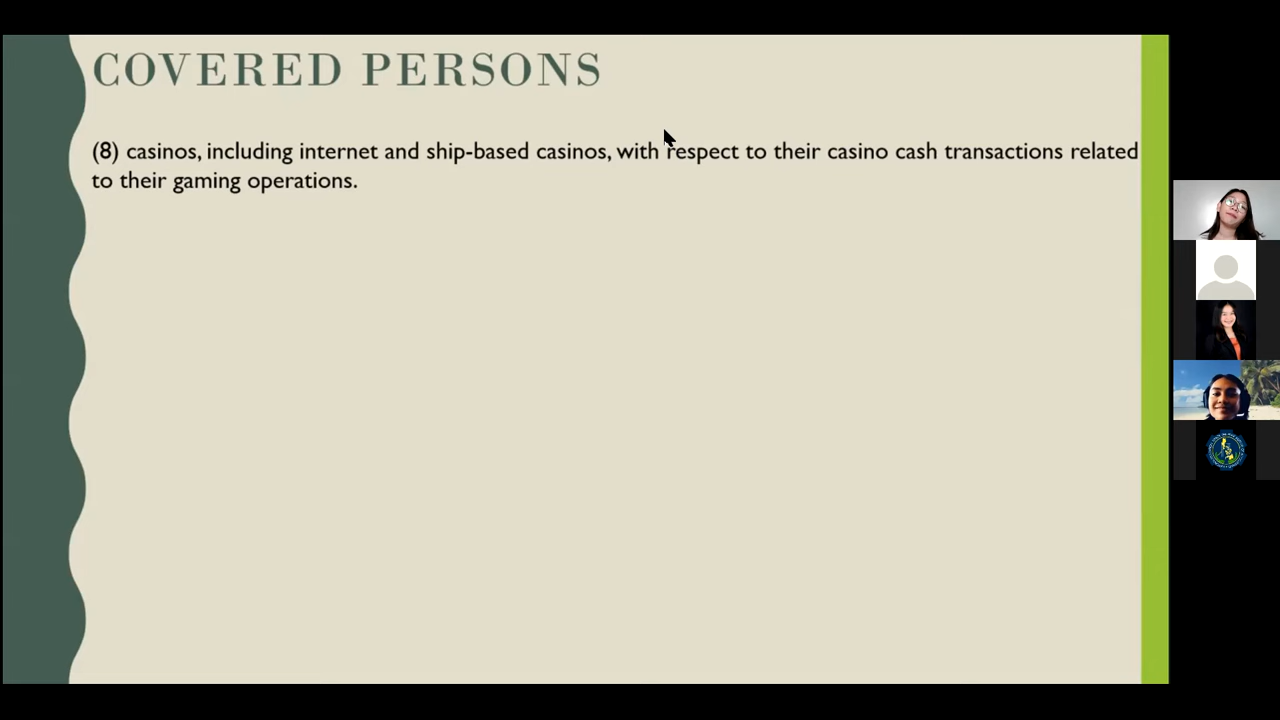 COVERED PERSONS
(8) casinos, including internet and ship-based casinos, with respect to their casino cash transactions related
to their gaming operations.